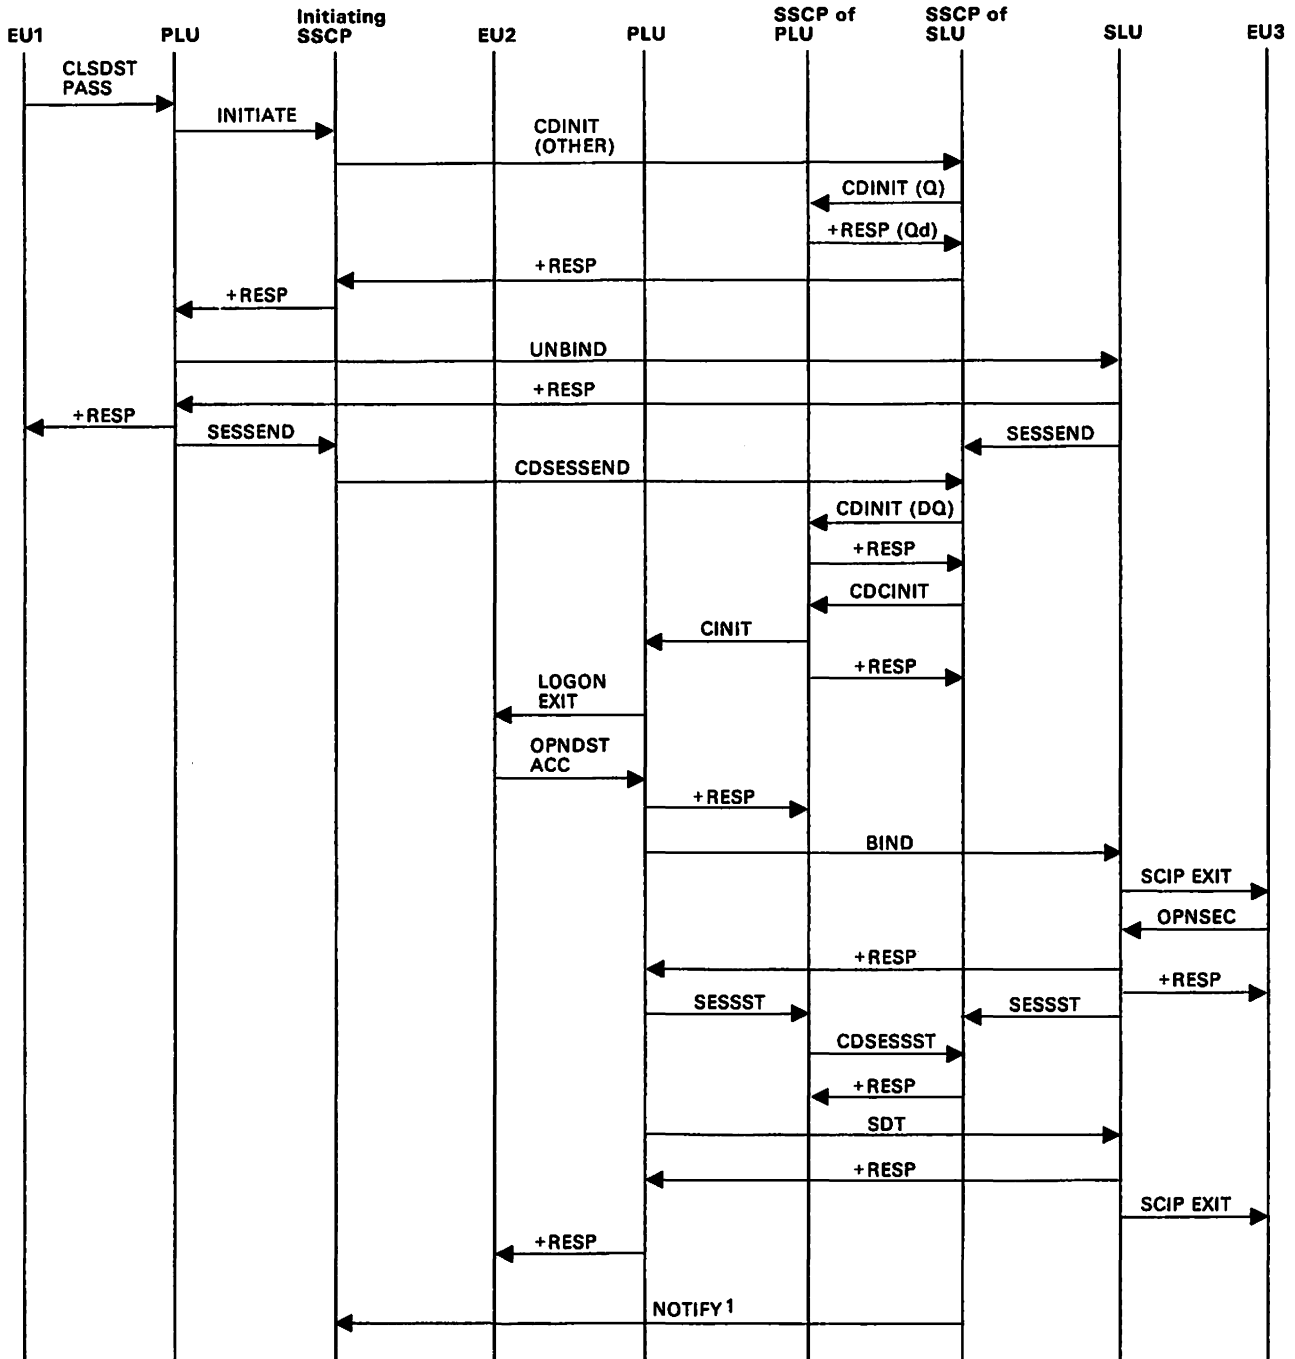 Initiating
SSCP of
SSCP of
EU1
PLU
SSCP
EU2
PLU
PLU
SLU
SLU
EU3
CLSDST
PASS
INITIATE
CDINIT
(OTHER)
CDINIT (Q)
+RESP (Qd)
+RESP
+RESP
UNBIND
+RESP
+RESP
SESSEND
SESSEND
CDSESSEND
CDINIT (DQ)
+RESP
CDCINIT
CINIT
+RESP
LOGON
EXIT
OPNDST
ACC
+RESP
BIND
SCIP EXIT
OPNSEC
+RESP
+RESP
SESSST
SESSST
CDSESSST
+RESP
SDT
+RESP
SCIP EXIT
+RESP
NOTIFY 1